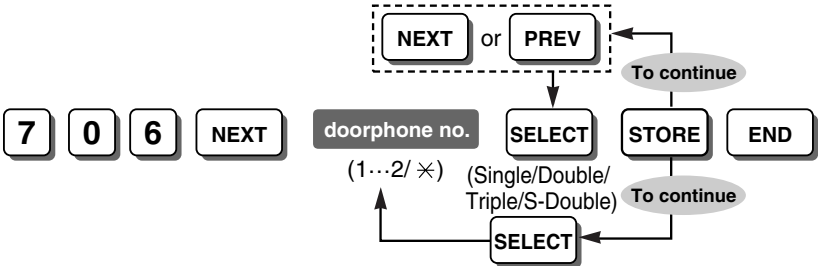 NEXT or PREV
To continue
7 0 6 NEXT doorphone no. SELECT STORE END
(1···2/ ✳)
(Single/Double/
Triple/S-Double)
To continue
SELECT